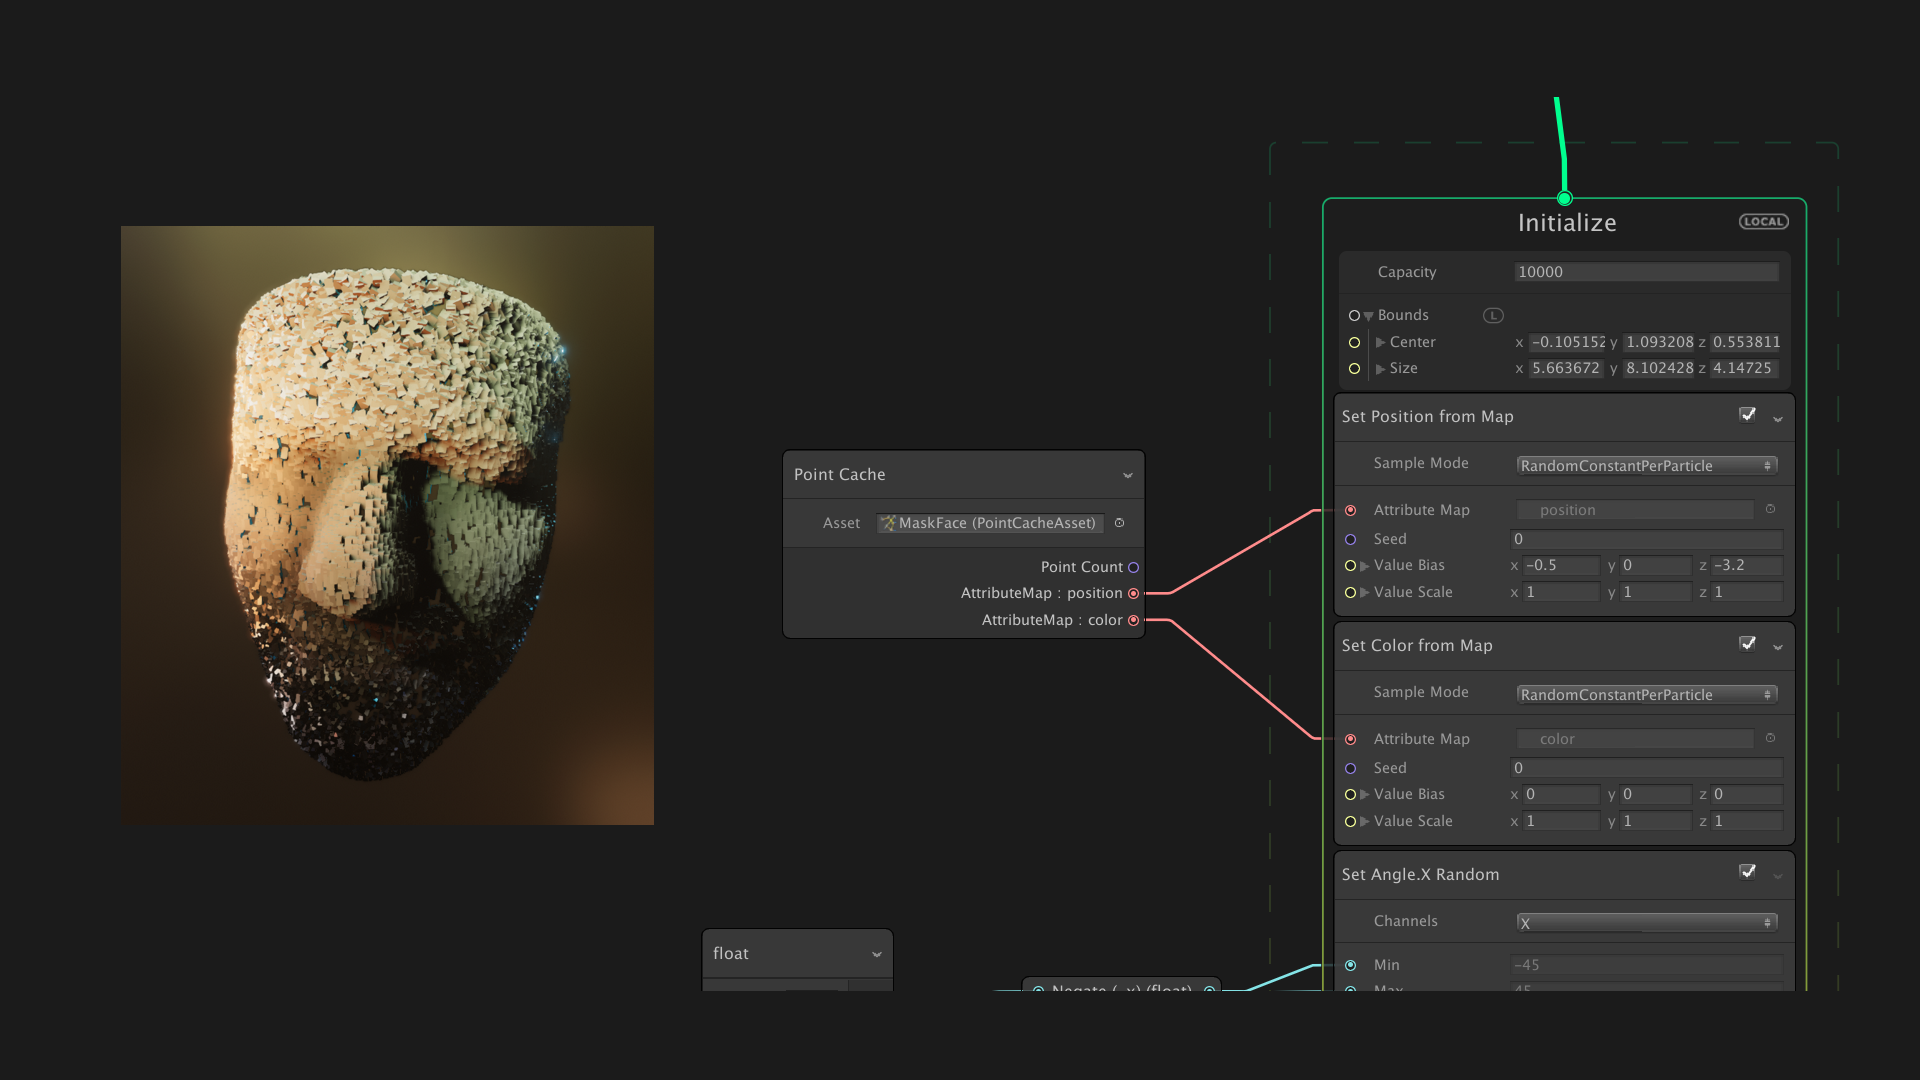 Initialize LOCAL
Capacity 10000
Bounds L
Center x -0.105152 y 1.093208 z 0.553811
Size x 5.663672 y 8.102428 z 4.14725
Set Position from Map
Sample Mode RandomConstantPerParticle
Attribute Map position
Seed 0
Value Bias x -0.5 y 0 z -3.2
Value Scale x 1 y 1 z 1
Point Cache
Asset MaskFace (PointCacheAsset)
Point Count
AttributeMap : position
AttributeMap : color
Set Color from Map
Sample Mode RandomConstantPerParticle
Attribute Map color
Seed 0
Value Bias x 0 y 0 z 0
Value Scale x 1 y 1 z 1
Set Angle.X Random
Channels X
Min -45
Max 45
float
Negate (-x) (float)